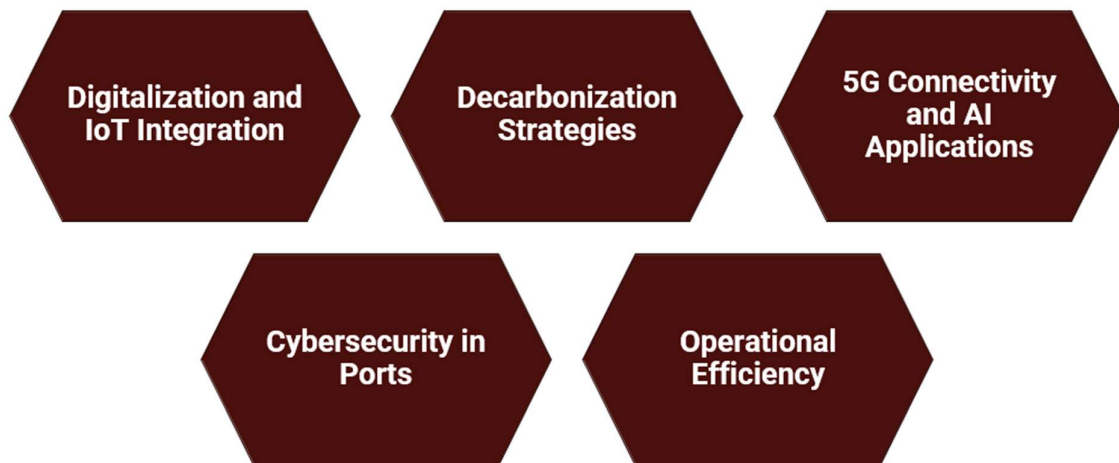 Digitalization and
IoT Integration
Decarbonization
Strategies
5G Connectivity
and AI
Applications
Cybersecurity in
Ports
Operational
Efficiency